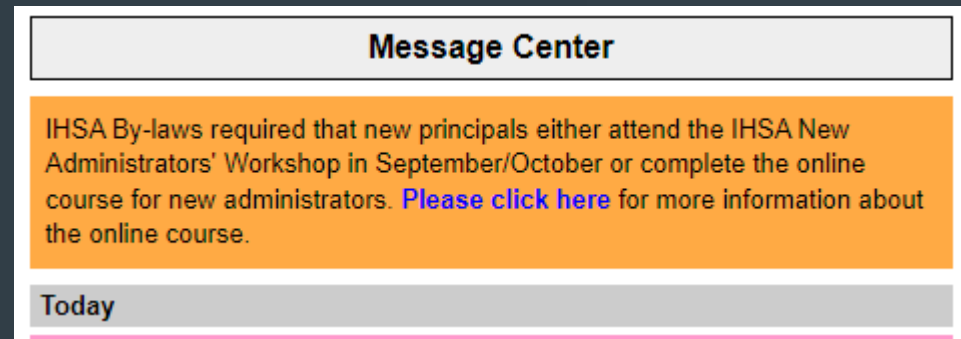 Message Center
IHSA By-laws required that new principals either attend the IHSA New
Administrators' Workshop in September/October or complete the online
course for new administrators. Please click here for more information about
the online course.
Today